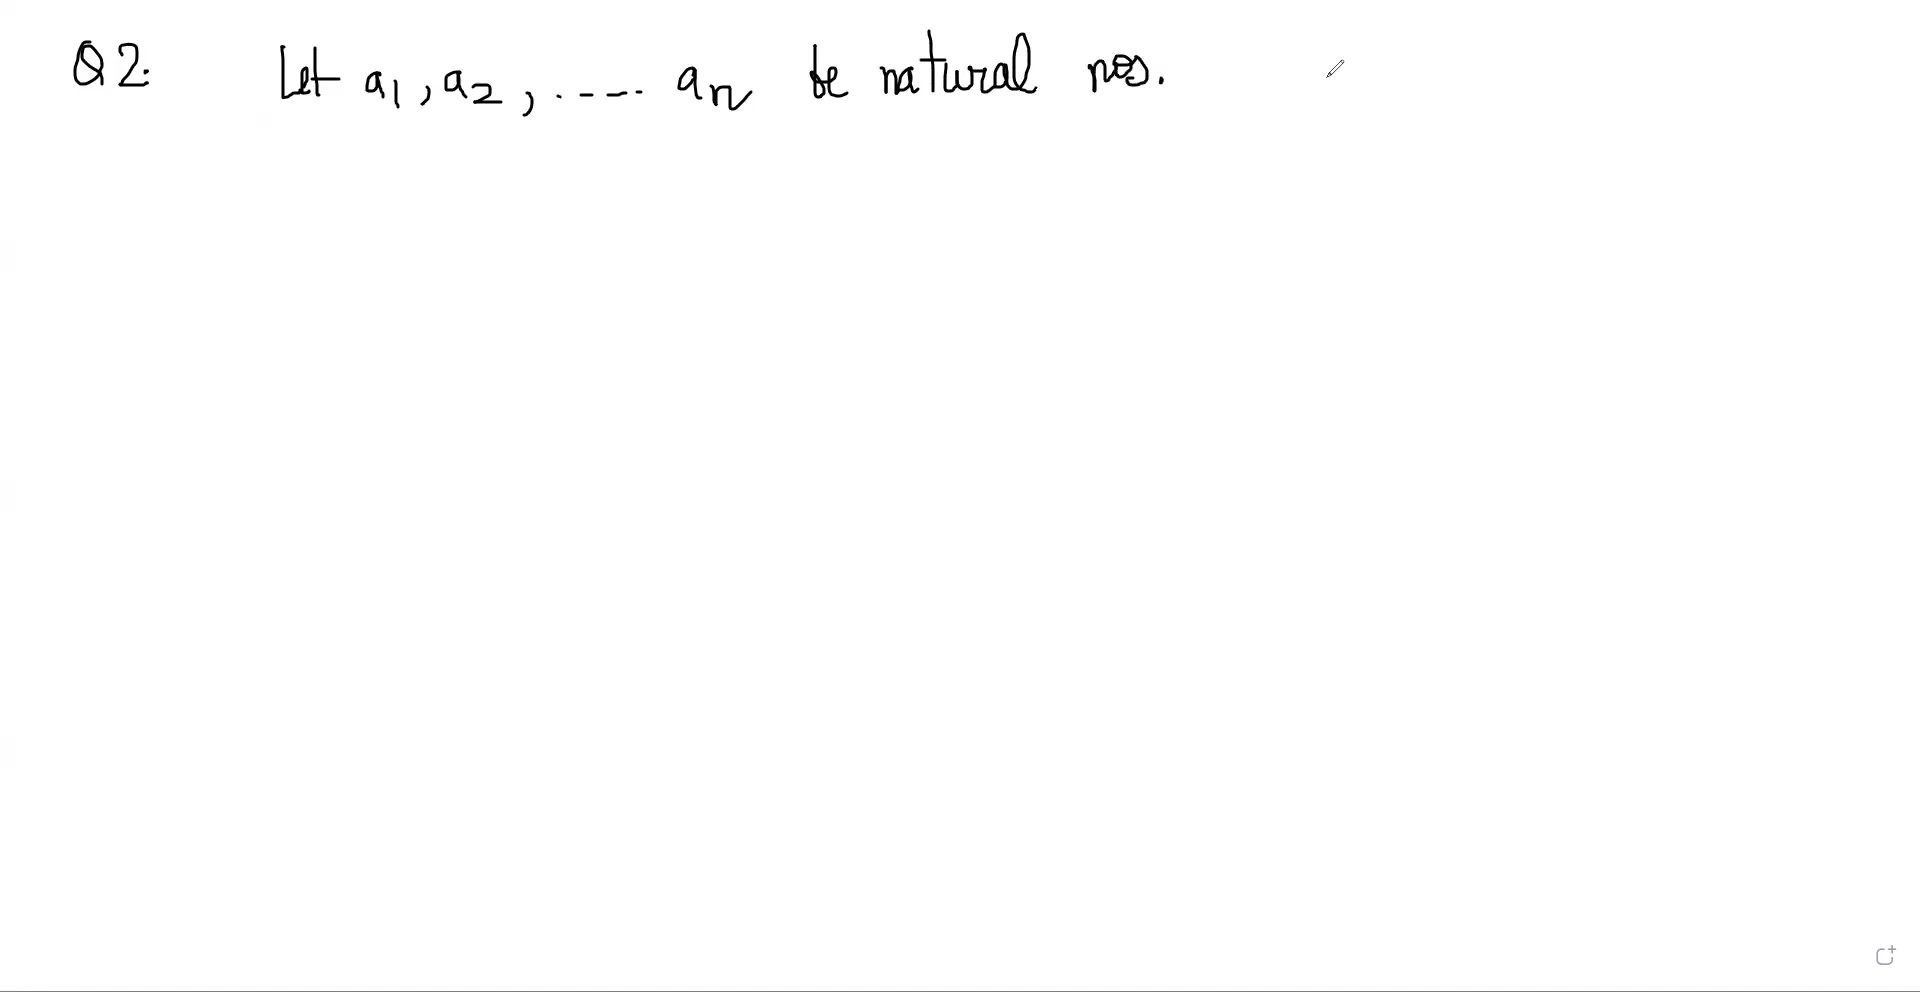 Q2: Let a1, a2, ..... an be natural nos.